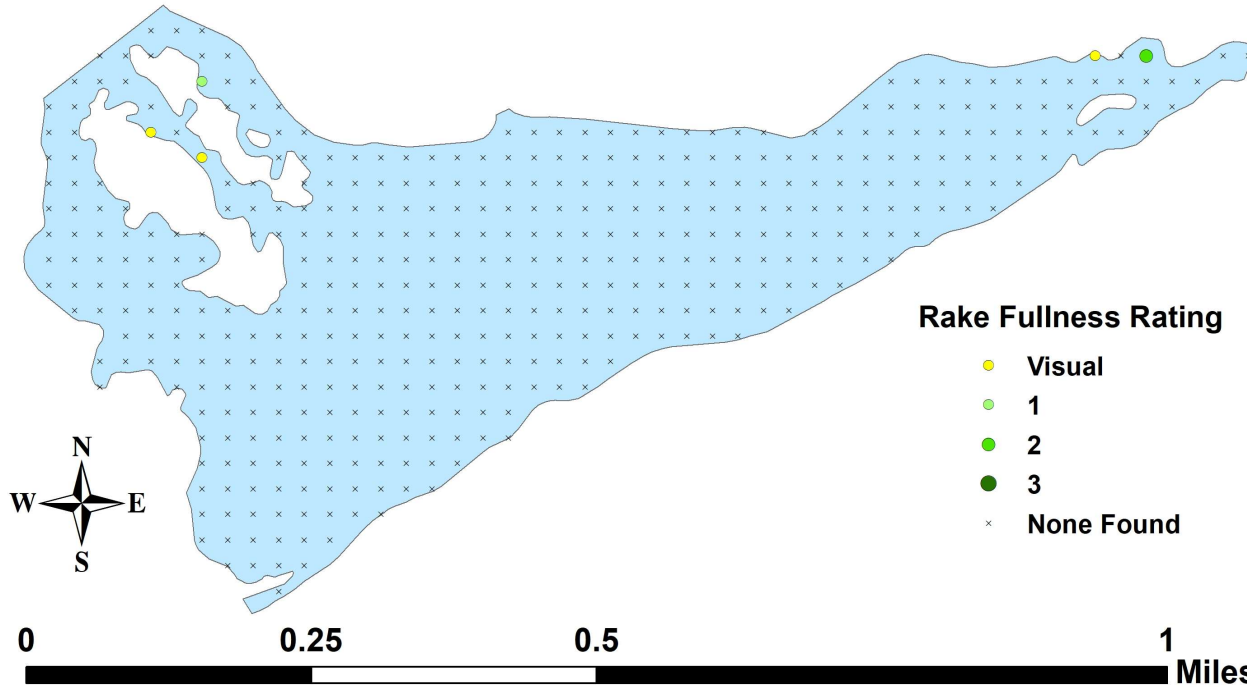 Rake Fullness Rating
Visual
1
2
3
None Found
N
W E
S
0 0.25 0.5 1
Miles